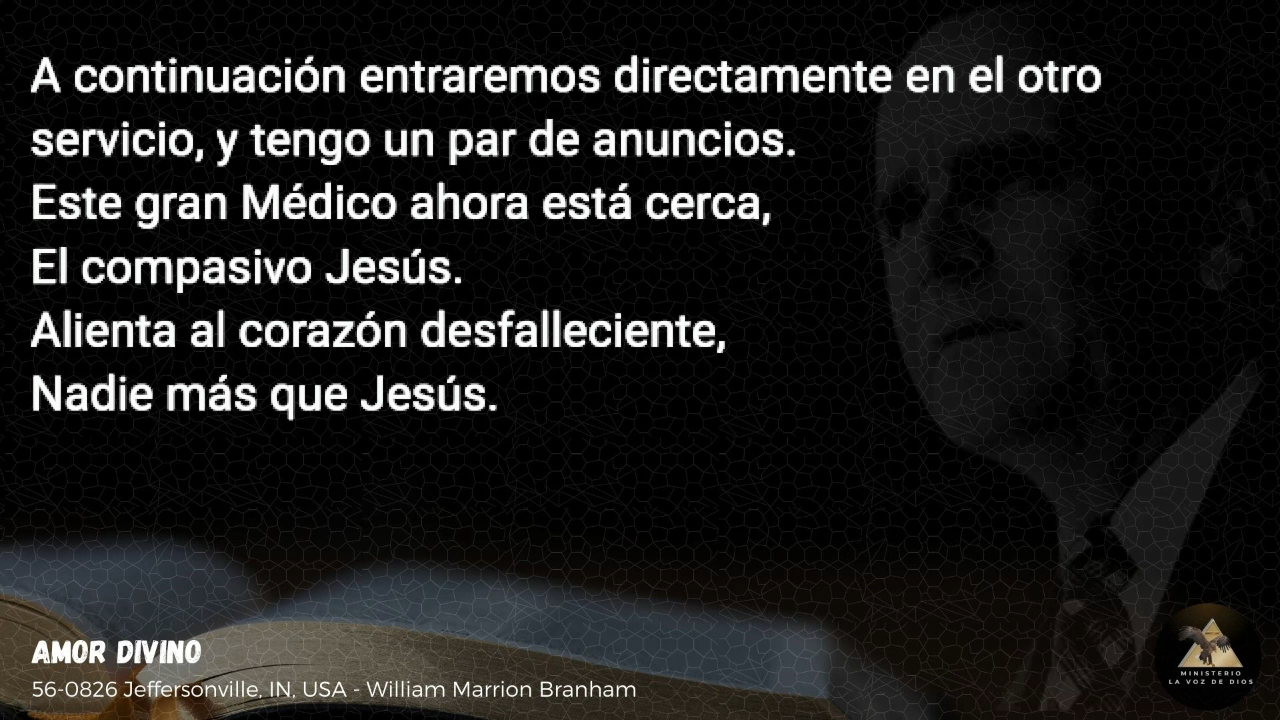 A continuación entraremos directamente en el otro
servicio, y tengo un par de anuncios.
Este gran Médico ahora está cerca,
El compasivo Jesús.
Alienta al corazón desfalleciente,
Nadie más que Jesús.
AMOR DIVINO
56-0826 Jeffersonville, IN, USA - William Marrion Branham
MINISTERIO
LA VOZ DE DIOS